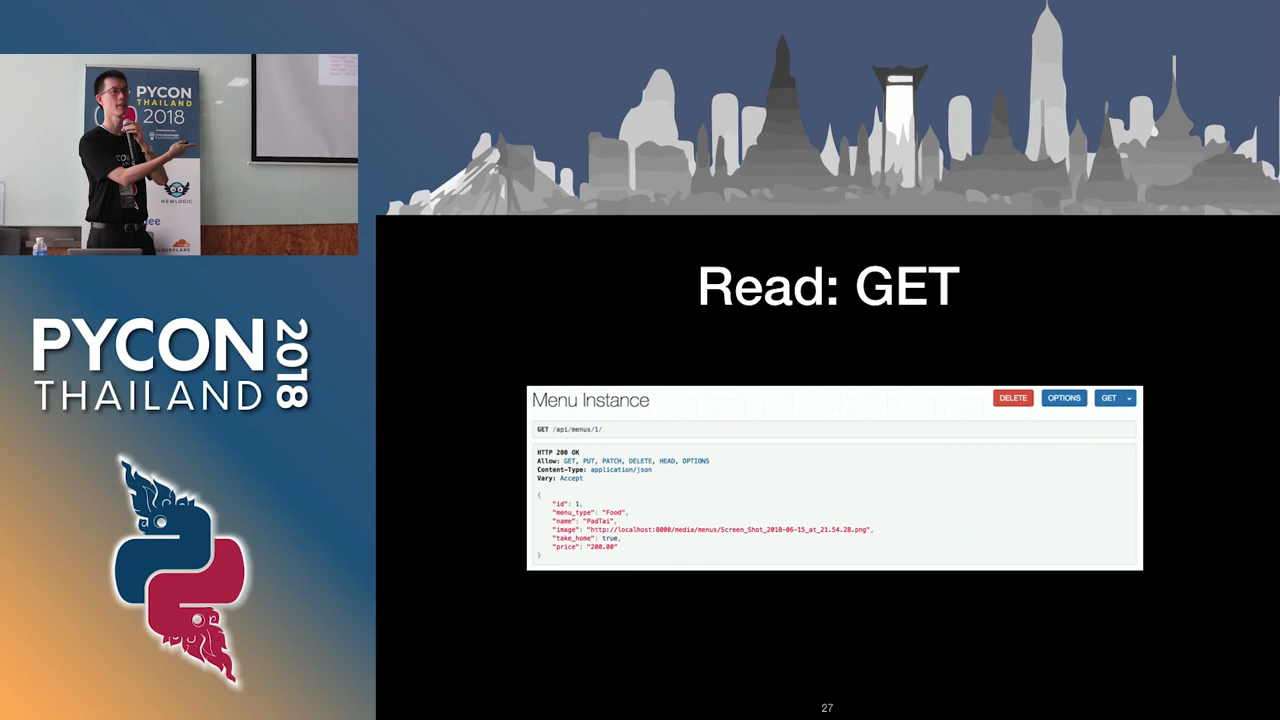 PYCON
THAILAND
2018
NEWLOGIC
CLOUDFLARE
PYCON
THAILAND
2018
Read: GET
Menu Instance
DELETE
OPTIONS
GET
GET /api/menus/1/
HTTP 200 OK
Allow: GET, PUT, PATCH, DELETE, HEAD, OPTIONS
Content-Type: application/json
Vary: Accept
{
"id": 1,
"menu_type": "Food",
"name": "PadTai",
"image": "http://localhost:8000/media/menus/Screen_Shot_2018-06-15_at_21.54.28.png",
"take_home": true,
"price": "200.00"
}
27